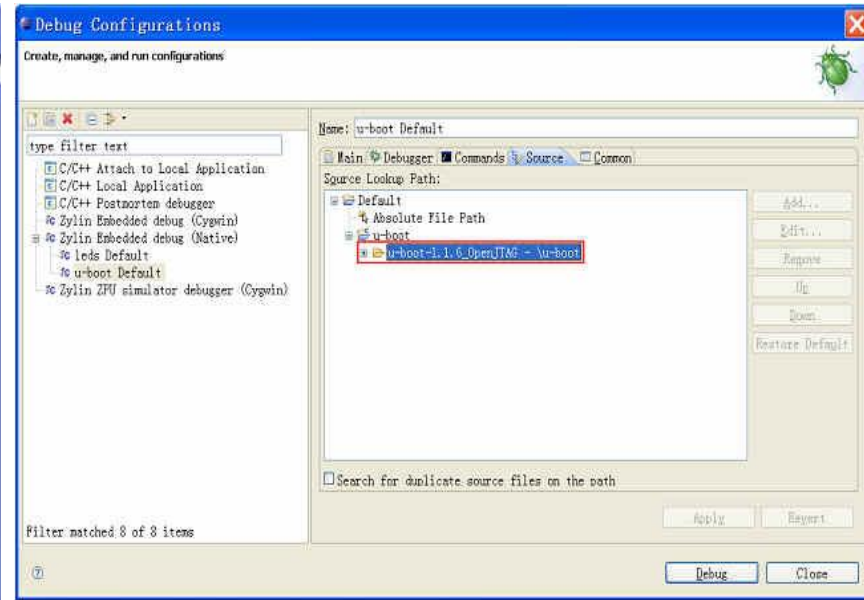 Debug Configurations
Create, manage, and run configurations
type filter text
C/C++ Attach to Local Application
C/C++ Local Application
C/C++ Postmortem debugger
Zylin Embedded debug (Cygwin)
Zylin Embedded debug (Native)
leds Default
u-boot Default
Zylin ZPU simulator debugger (Cygwin)
Filter matched 8 of 8 items
Name: u-boot Default
Main Debugger Commands Source Common
Source Lookup Path:
Default
Absolute File Path
u-boot
u-boot-1.1.6_OpenJTAG - \u-boot
Add...
Edit...
Remove
Up
Down
Restore Default
Search for duplicate source files on the path
Apply Revert
Debug Close